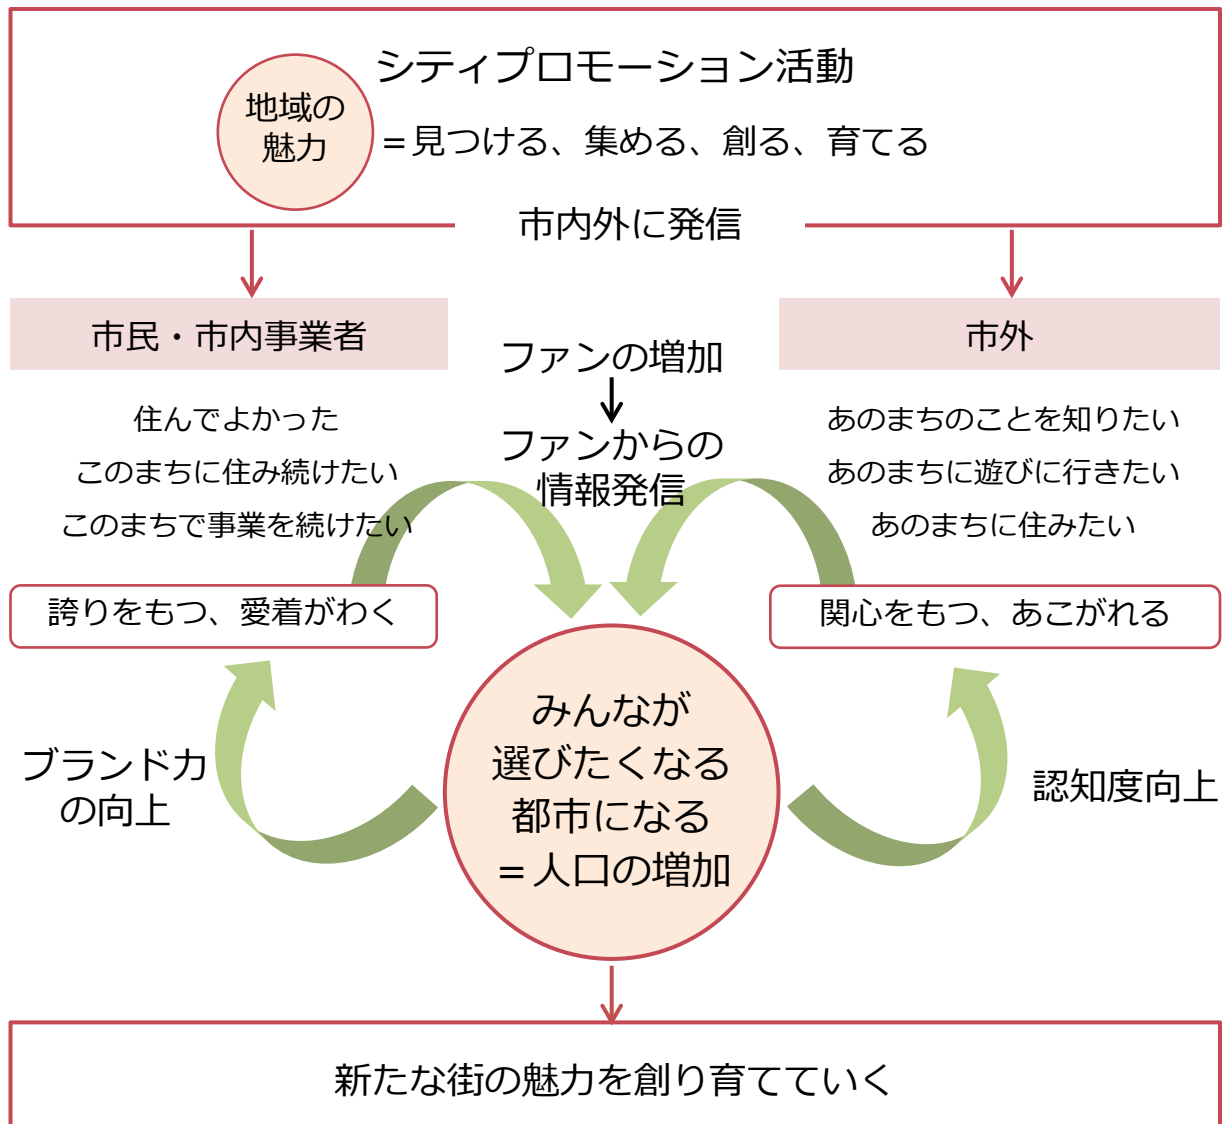 シティプロモーション活動
地域の
魅力
＝見つける、集める、創る、育てる
市内外に発信
市民・市内事業者
住んでよかった
このまちに住み続けたい
このまちで事業を続けたい
誇りをもつ、愛着がわく
ファンの増加
ファンからの
情報発信
市外
あのまちのことを知りたい
あのまちに遊びに行きたい
あのまちに住みたい
関心をもつ、あこがれる
ブランド力
の向上
みんなが
選びたくなる
都市になる
＝人口の増加
認知度向上
新たな街の魅力を創り育てていく